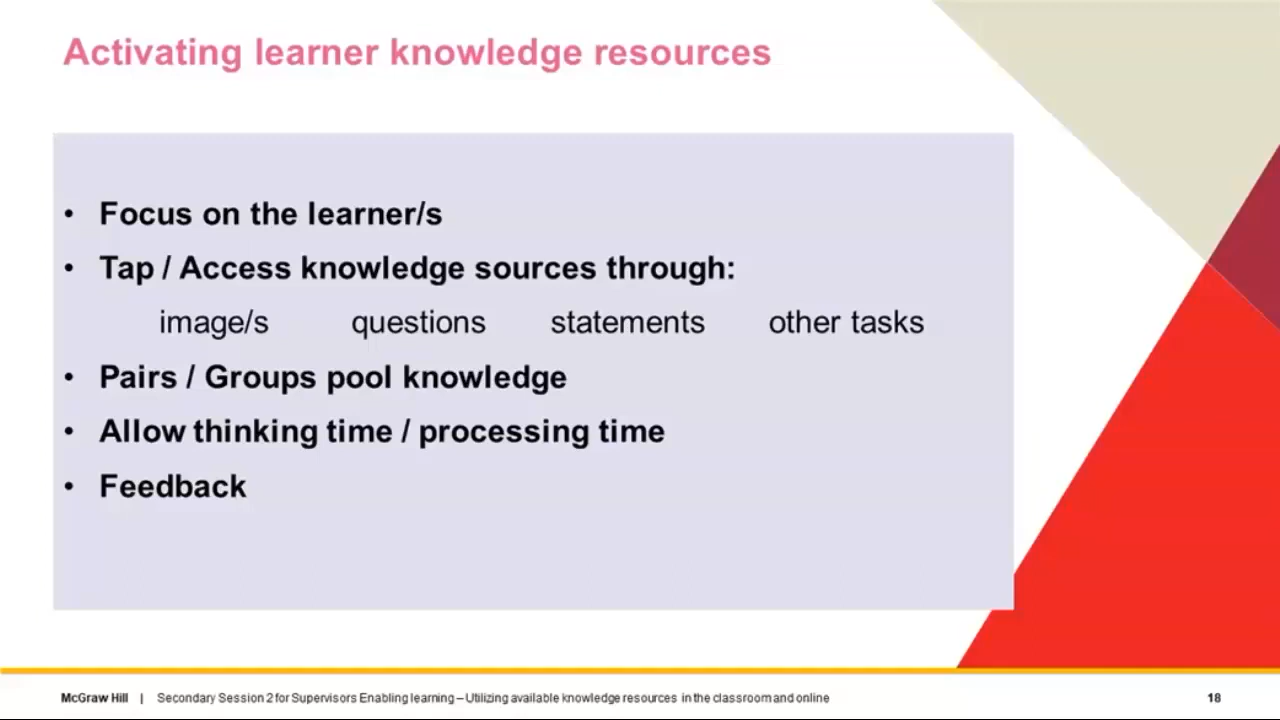 Activating learner knowledge resources
• Focus on the learner/s
• Tap / Access knowledge sources through:
image/s questions statements other tasks
• Pairs / Groups pool knowledge
• Allow thinking time / processing time
• Feedback
McGraw Hill | Secondary Session 2 for Supervisors Enabling learning – Utilizing available knowledge resources in the classroom and online 18